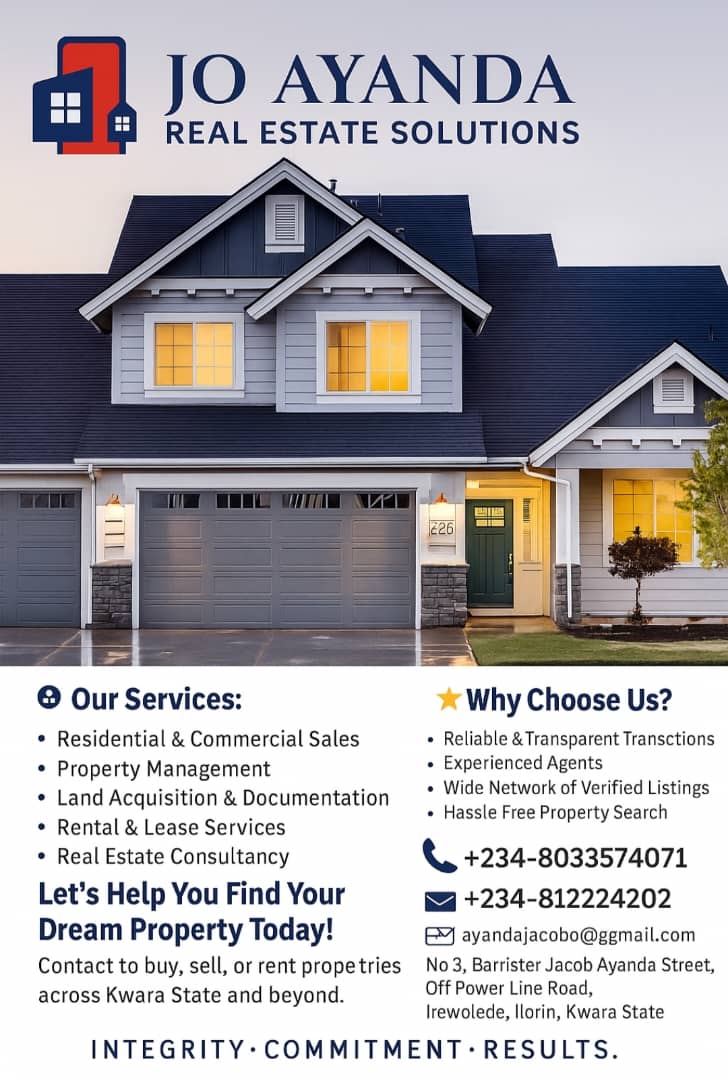 JO AYANDA
REAL ESTATE SOLUTIONS
226
Our Services:
• Residential & Commercial Sales
• Property Management
• Land Acquisition & Documentation
• Rental & Lease Services
• Real Estate Consultancy
Let's Help You Find Your
Dream Property Today!
Contact to buy, sell, or rent propetries
across Kwara State and beyond.
Why Choose Us?
• Reliable & Transparent Transctions
• Experienced Agents
• Wide Network of Verified Listings
• Hassle Free Property Search
+234-8033574071
+234-812224202
ayandajacobo@ggmail.com
No 3, Barrister Jacob Ayanda Street,
Off Power Line Road,
Irewolede, Ilorin, Kwara State
INTEGRITY · COMMITMENT · RESULTS.